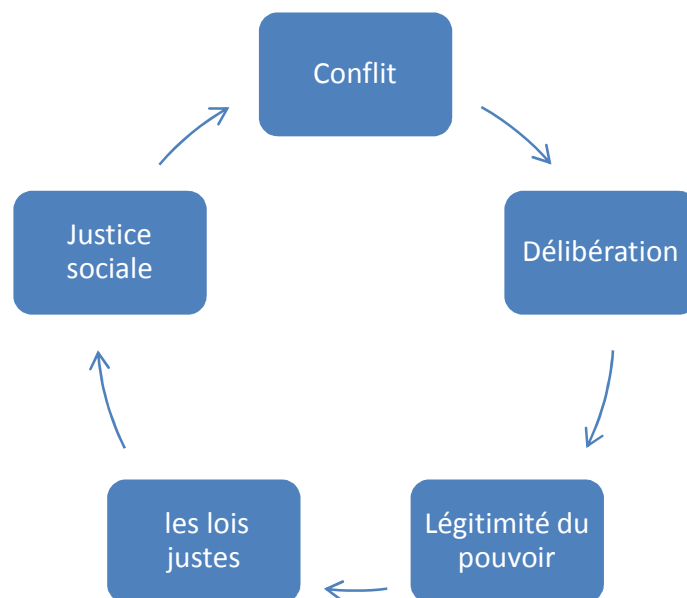 Conflit
Délibération
Légitimité du
pouvoir
les lois
justes
Justice
sociale